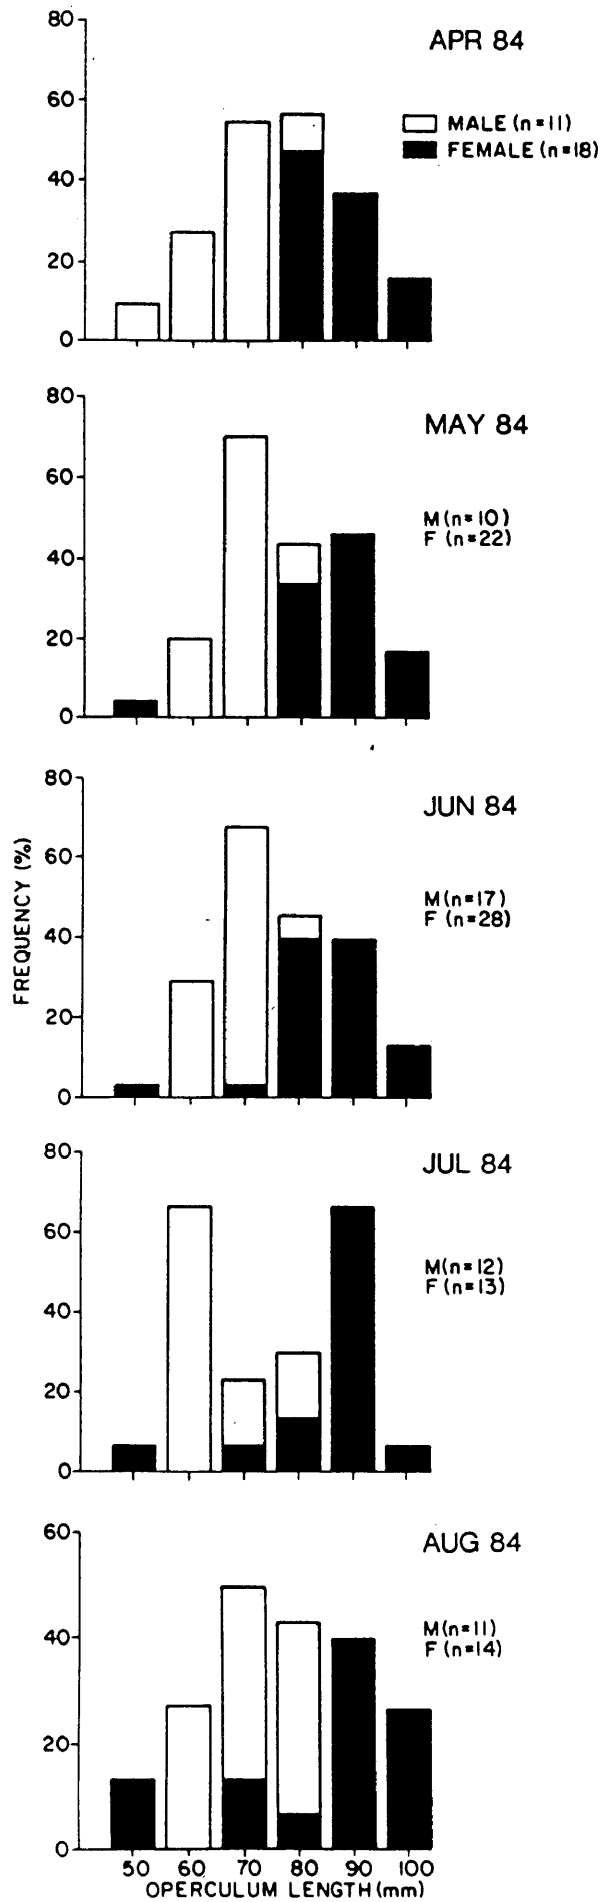 80
60
40
20
0
APR 84
MALE (n=11)
FEMALE (n=18)
80
60
40
20
0
MAY 84
M (n=10)
F (n=22)
FREQUENCY (%)
80
60
40
20
0
JUN 84
M (n=17)
F (n=28)
80
60
40
20
0
JUL 84
M (n=12)
F (n=13)
60
40
20
0
AUG 84
M (n=11)
F (n=14)
50 60 70 80 90 100
OPERCULUM LENGTH (mm)